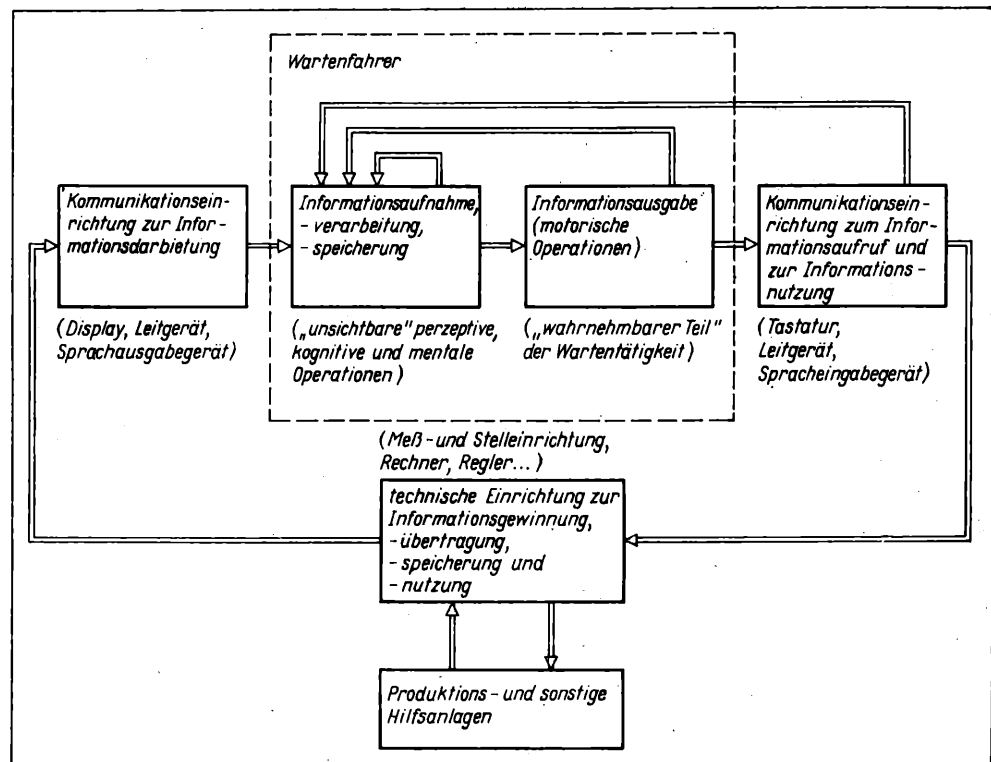 Wartenfahrer
Kommunikationsein-
richtung zur Infor-
mationsdarbietung
(Display, Leitgerät,
Sprachausgabegerät)
Informationsaufnahme,
- verarbeitung,
- speicherung
(„unsichtbare" perzeptive,
kognitive und mentale
Operationen)
Informationsausgabe
(motorische
Operationen)
(„wahrnehmbarer Teil"
der Wartentätigkeit)
Kommunikationsein-
richtung zum Infor-
mationsaufruf und
zur Informations-
nutzung
(Tastatur,
Leitgerät,
Spracheingabegerät)
(Meß- und Stelleinrichtung,
Rechner, Regler...)
technische Einrichtung zur
Informationsgewinnung,
- übertragung,
- speicherung und
- nutzung
Produktions- und sonstige
Hilfsanlagen